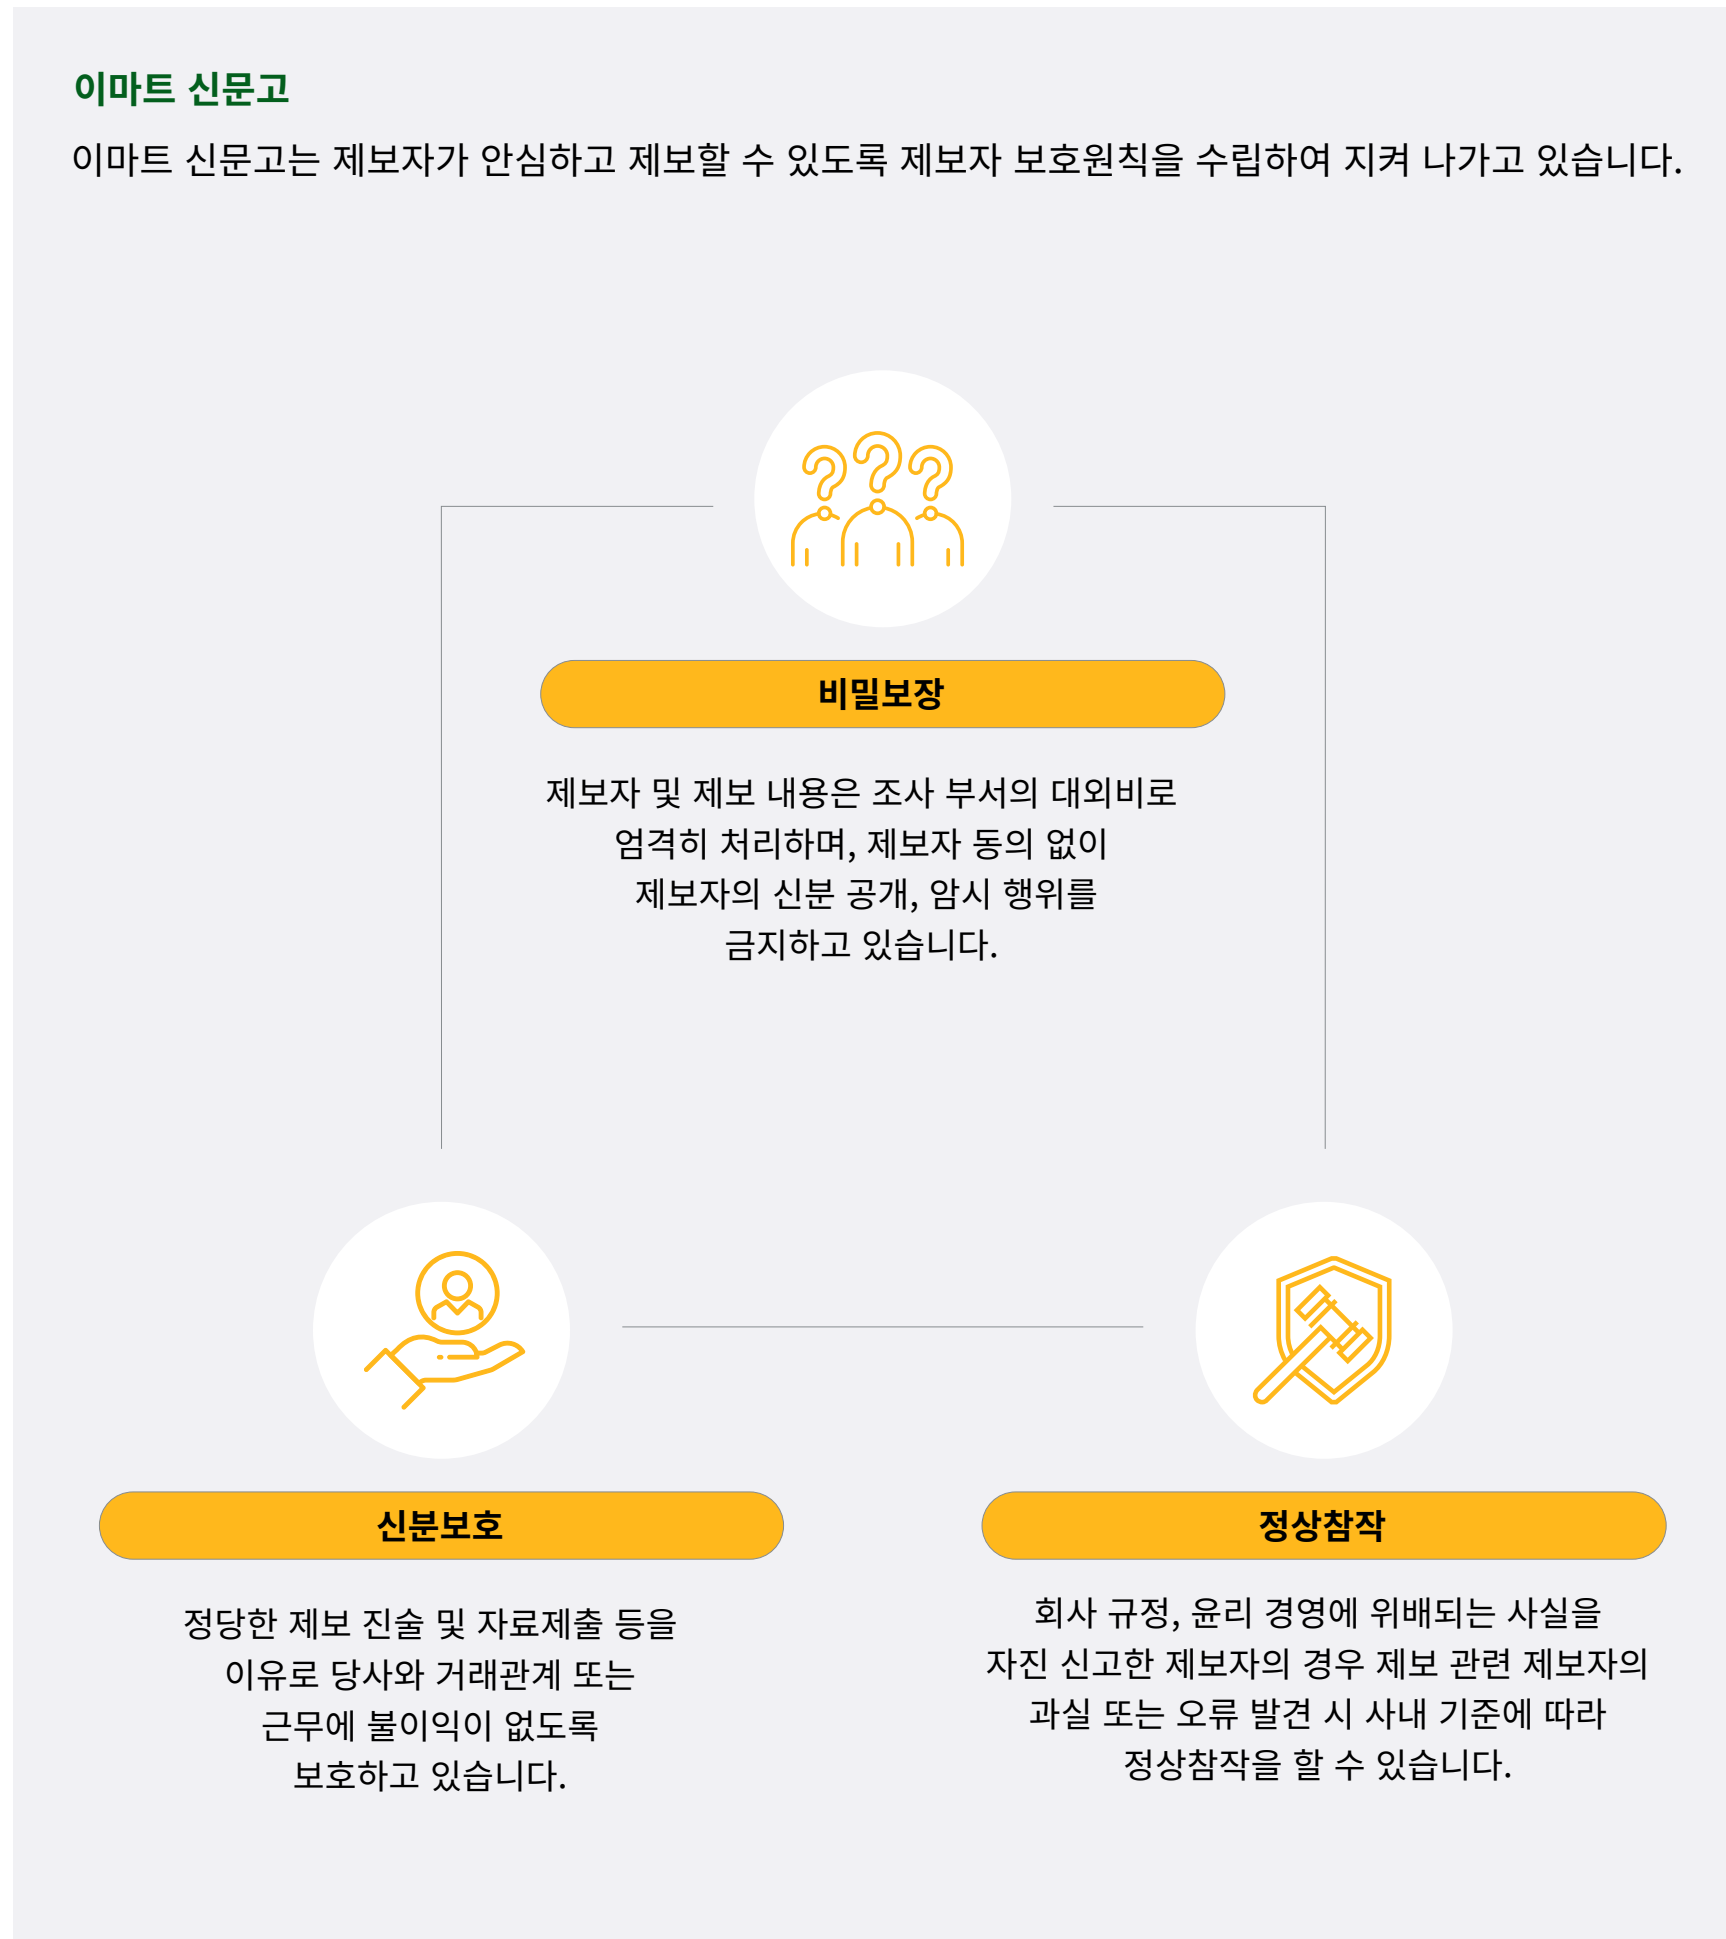 이마트 신문고
이마트 신문고는 제보자가 안심하고 제보할 수 있도록 제보자 보호원칙을 수립하여 지켜 나가고 있습니다.
비밀보장
제보자 및 제보 내용은 조사 부서의 대외비로
엄격히 처리하며, 제보자 동의 없이
제보자의 신분 공개, 암시 행위를
금지하고 있습니다.
신분보호
정당한 제보 진술 및 자료제출 등을
이유로 당사와 거래관계 또는
근무에 불이익이 없도록
보호하고 있습니다.
정상참작
회사 규정, 윤리 경영에 위배되는 사실을
자진 신고한 제보자의 경우 제보 관련 제보자의
과실 또는 오류 발견 시 사내 기준에 따라
정상참작을 할 수 있습니다.